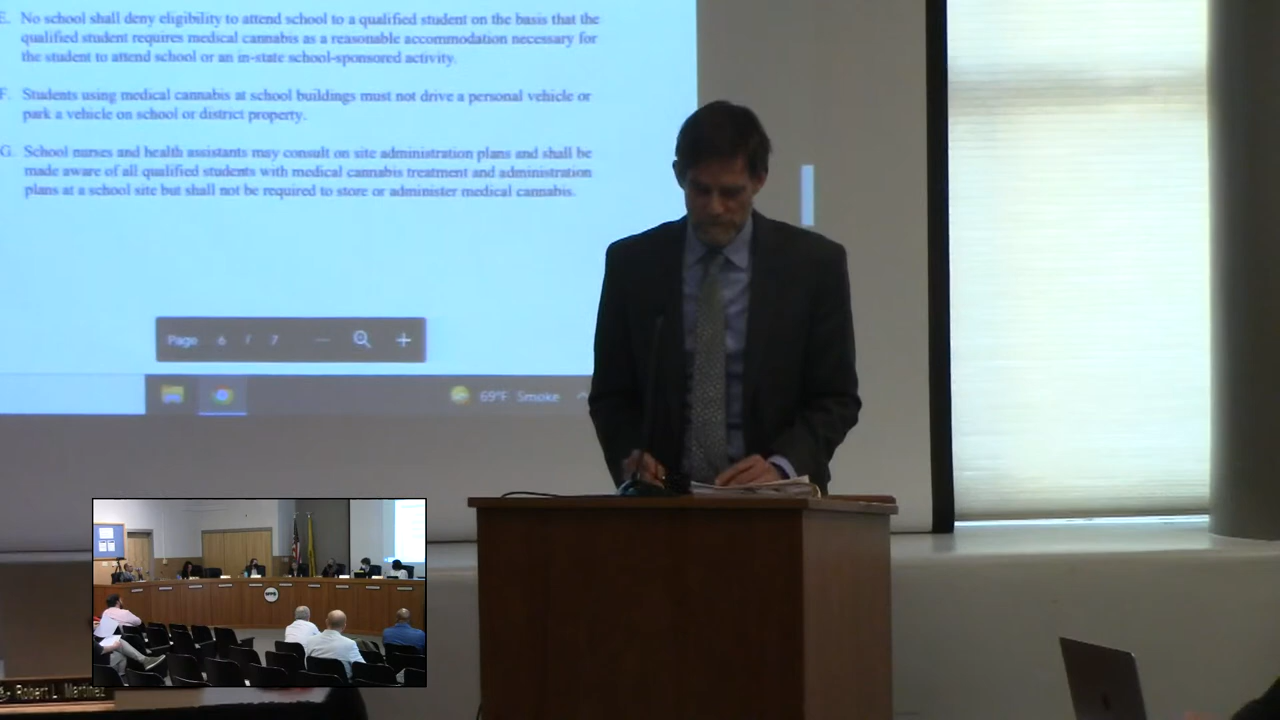 E. No school shall deny eligibility to attend school to a qualified student on the basis that the
qualified student requires medical cannabis as a reasonable accommodation necessary for
the student to attend school or an in-state school-sponsored activity.
F. Students using medical cannabis at school buildings must not drive a personal vehicle or
park a vehicle on school or district property.
G. School nurses and health assistants may consult on site administration plans and shall be
made aware of all qualified students with medical cannabis treatment and administration
plans at a school site but shall not be required to store or administer medical cannabis.
Page 6 / 7
69°F Smoke
Robert L. Martinez